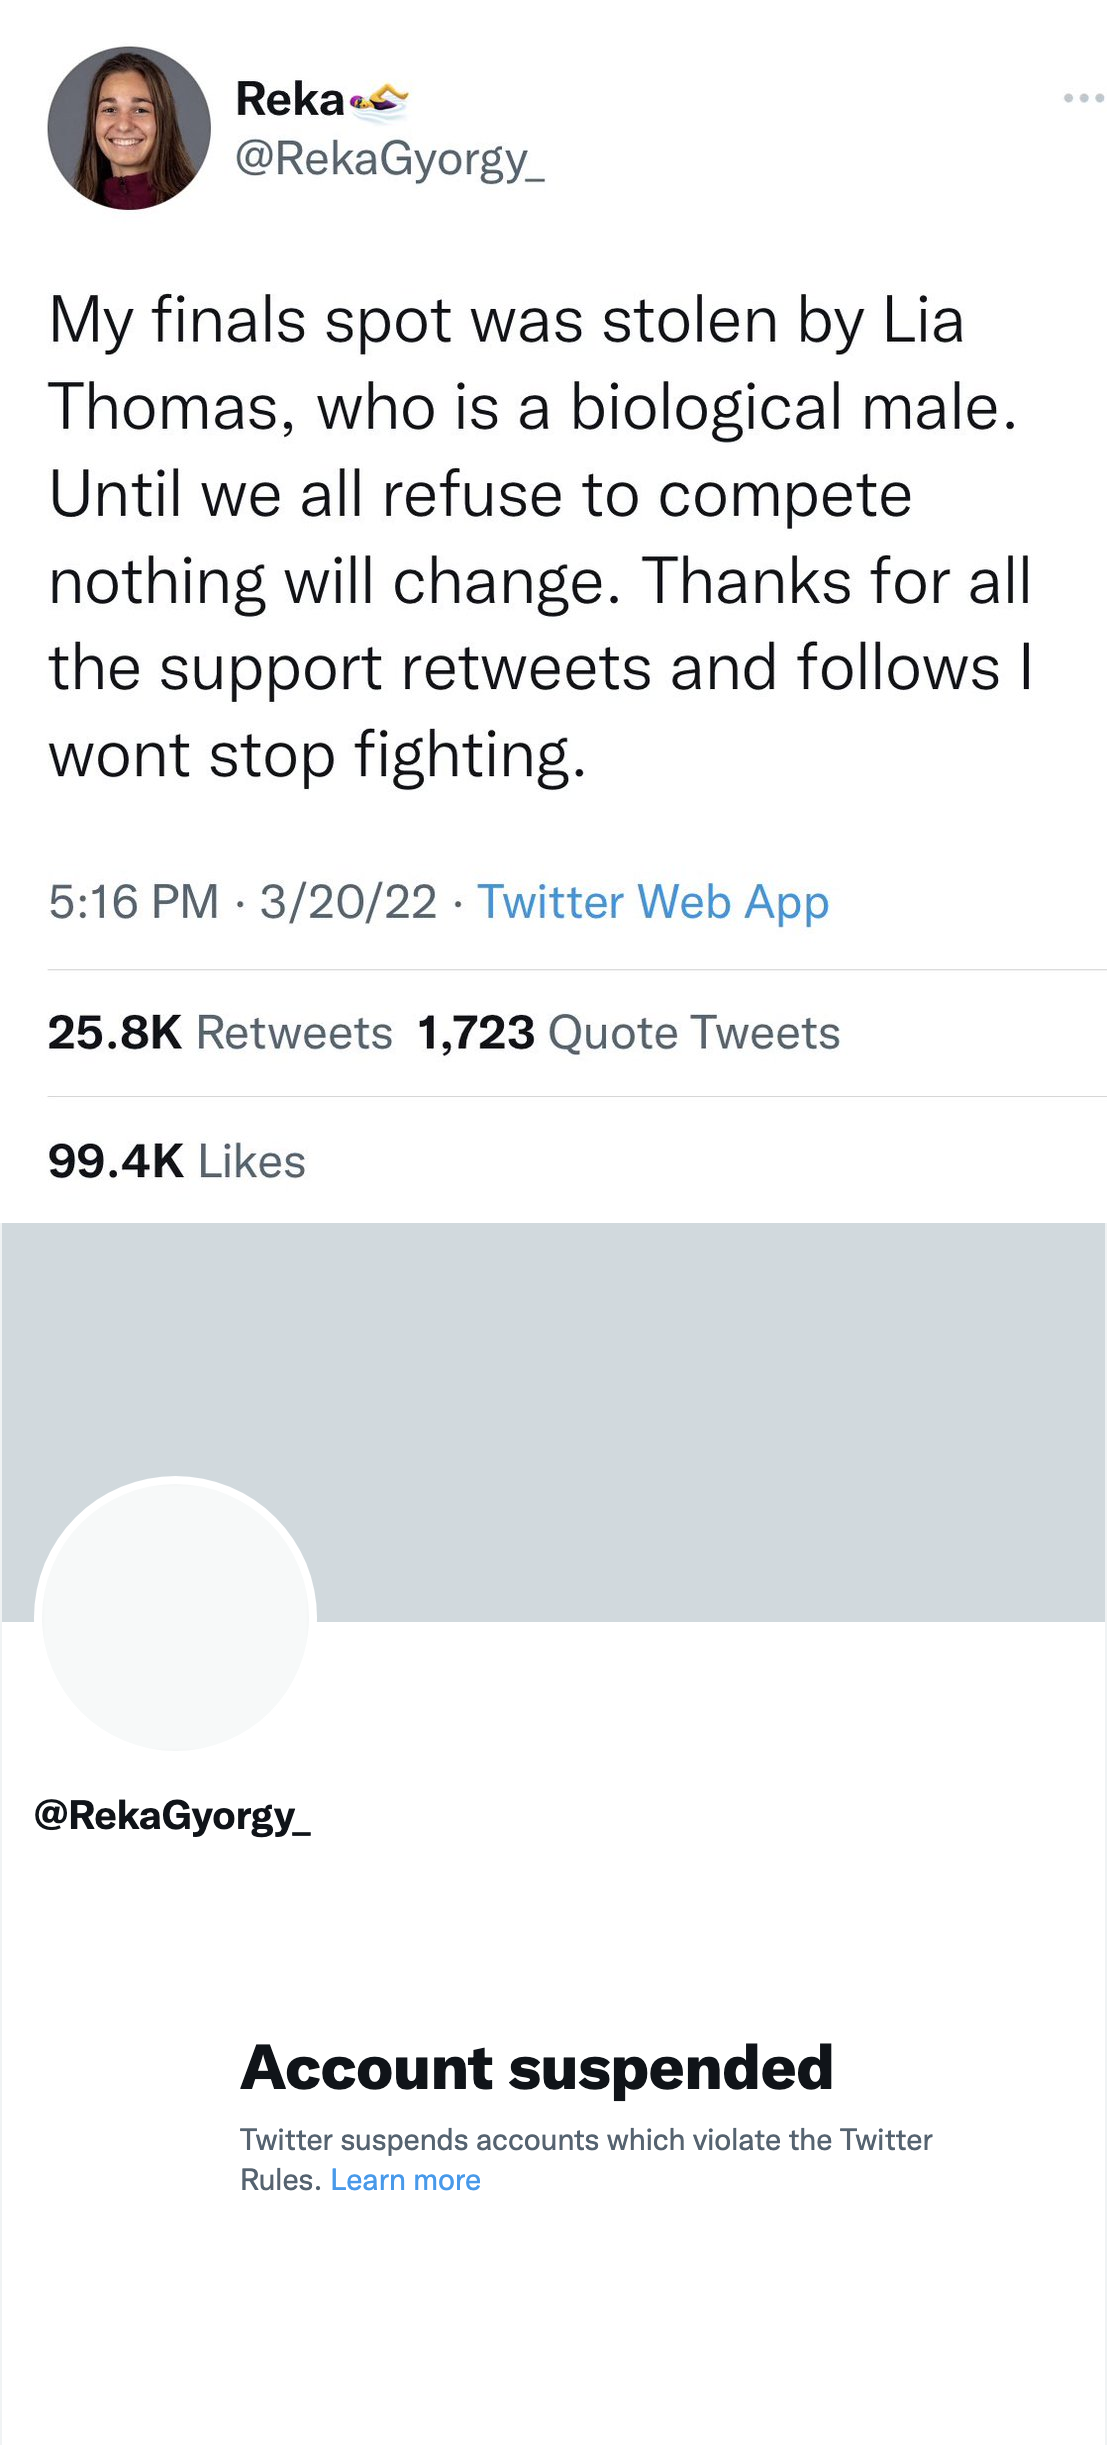 Reka🏊‍♀️
@RekaGyorgy_
My finals spot was stolen by Lia
Thomas, who is a biological male.
Until we all refuse to compete
nothing will change. Thanks for all
the support retweets and follows I
wont stop fighting.
5:16 PM · 3/20/22 · Twitter Web App
25.8K Retweets 1,723 Quote Tweets
99.4K Likes
@RekaGyorgy_
Account suspended
Twitter suspends accounts which violate the Twitter
Rules. Learn more